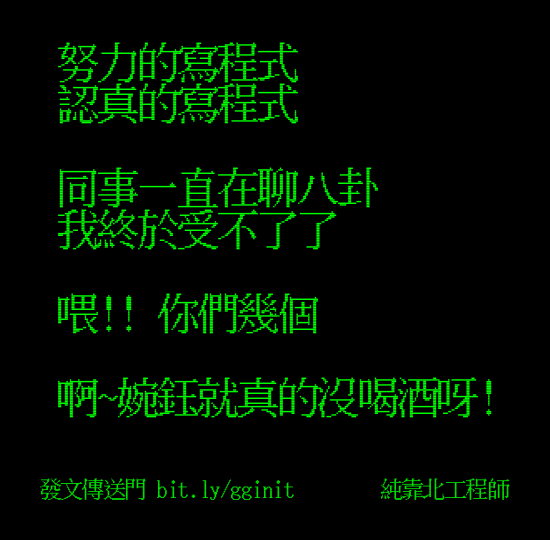 努力的寫程式
認真的寫程式
同事一直在聊八卦
我終於受不了了
喂!! 你們幾個
啊~婉鈺就真的沒喝酒呀!
發文傳送門 bit.ly/gginit
純靠北工程師